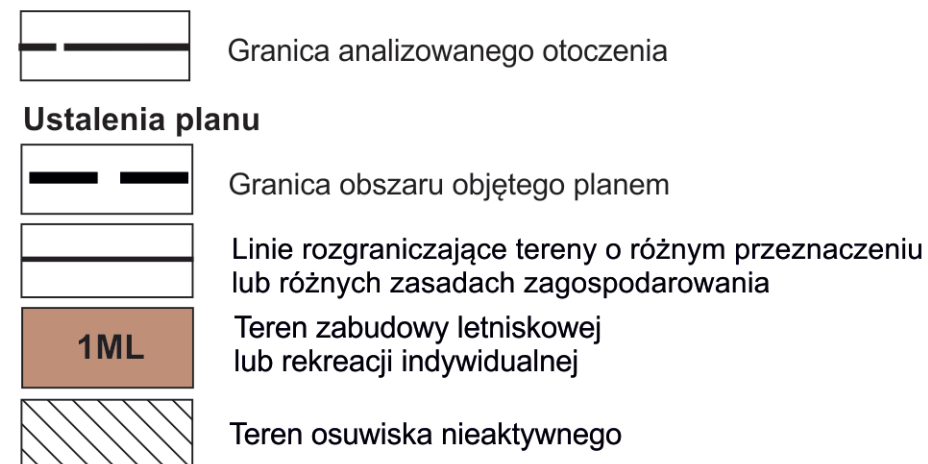 Granica analizowanego otoczenia
Ustalenia planu
Granica obszaru objętego planem
Linie rozgraniczające tereny o różnym przeznaczeniu
lub różnych zasadach zagospodarowania
1ML
Teren zabudowy letniskowej
lub rekreacji indywidualnej
Teren osuwiska nieaktywnego